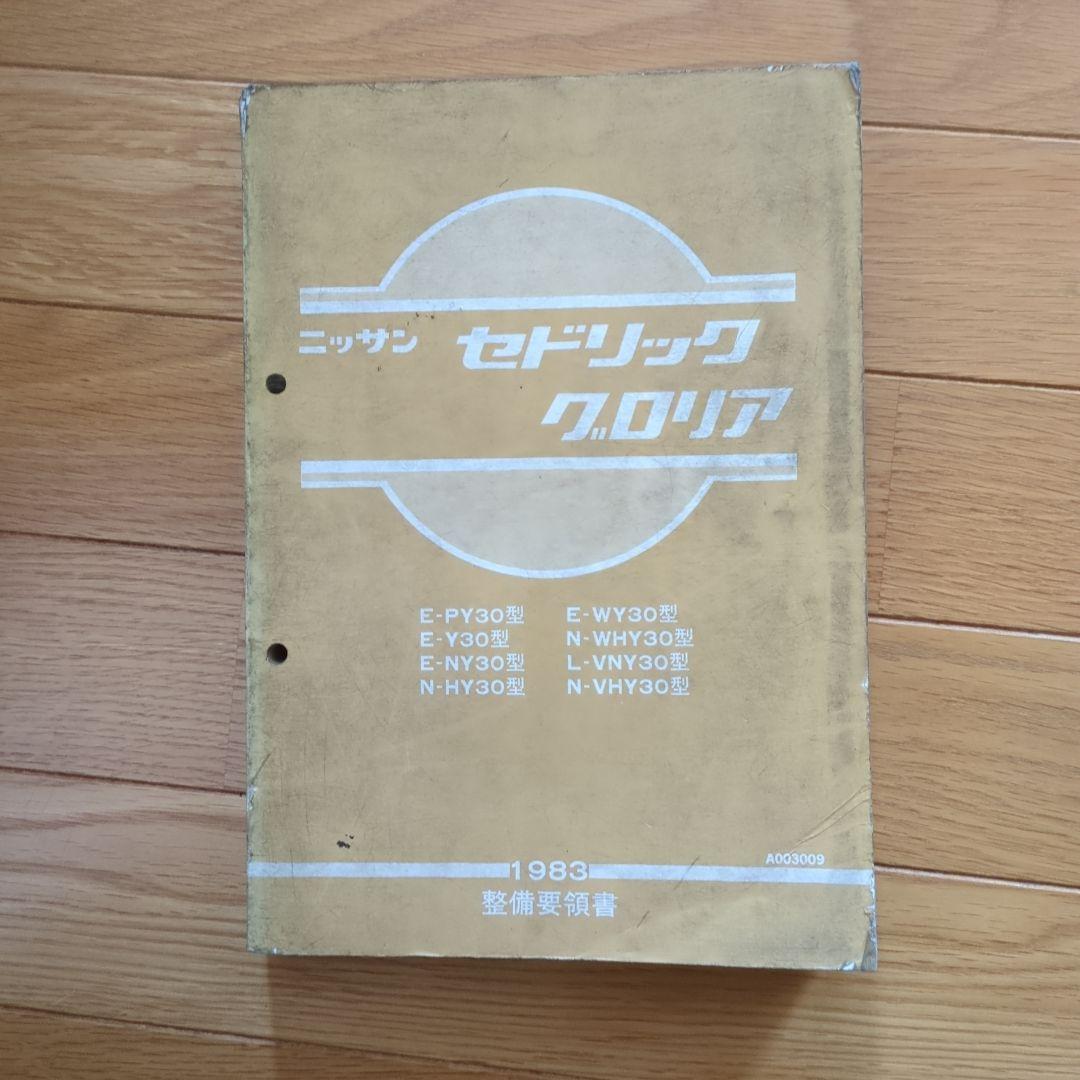 ニッサン セドリック
グロリア
E-PY30型 E-WY30型
E-Y30型 N-WHY30型
E-NY30型 L-VNY30型
N-HY30型 N-VHY30型
A003009
1983
整備要領書